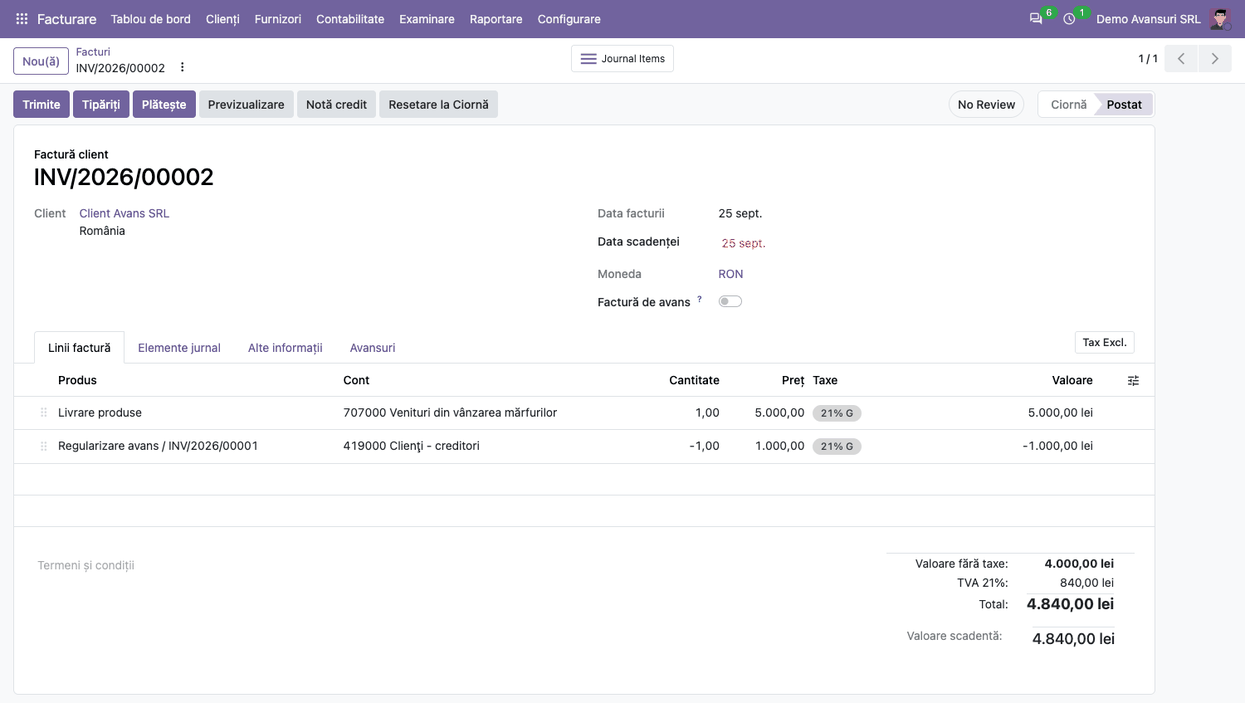 Facturare Tablou de bord Clienți Furnizori Contabilitate Examinare Raportare Configurare 6 1 Demo Avansuri SRL
Nou(ă) Facturi
INV/2026/00002
Journal Items
1 / 1
Trimite Tipăriți Plătește Previzualizare Notă credit Resetare la Ciornă No Review Ciornă Postat
Factură client
INV/2026/00002
Client Client Avans SRL
România
Data facturii 25 sept.
Data scadenței 25 sept.
Moneda RON
Factură de avans ?
Linii factură Elemente jurnal Alte informații Avansuri Tax Excl.
Produs Cont Cantitate Preț Taxe Valoare
Livrare produse 707000 Venituri din vânzarea mărfurilor 1,00 5.000,00 21% G 5.000,00 lei
Regularizare avans / INV/2026/00001 419000 Clienţi - creditori -1,00 1.000,00 21% G -1.000,00 lei
Termeni și condiții
Valoare fără taxe: 4.000,00 lei
TVA 21%: 840,00 lei
Total: 4.840,00 lei
Valoare scadentă: 4.840,00 lei